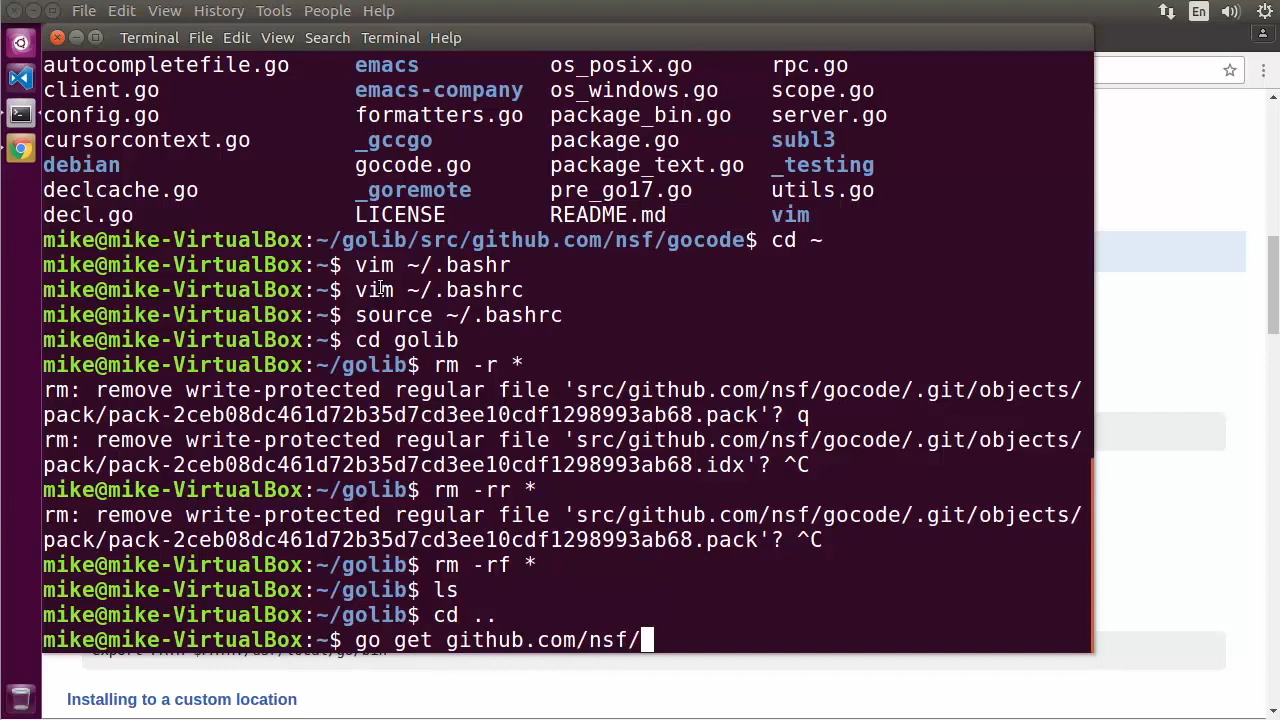 File Edit View History Tools People Help
En
Terminal File Edit View Search Terminal Help
autocompletefile.go emacs os_posix.go rpc.go
client.go emacs-company os_windows.go scope.go
config.go formatters.go package_bin.go server.go
cursorcontext.go _gccgo package.go subl3
debian gocode.go package_text.go _testing
declcache.go _goremote pre_go17.go utils.go
decl.go LICENSE README.md vim
mike@mike-VirtualBox:~/golib/src/github.com/nsf/gocode$ cd ~
mike@mike-VirtualBox:~$ vim ~/.bashr
mike@mike-VirtualBox:~$ vim ~/.bashrc
mike@mike-VirtualBox:~$ source ~/.bashrc
mike@mike-VirtualBox:~$ cd golib
mike@mike-VirtualBox:~/golib$ rm -r *
rm: remove write-protected regular file 'src/github.com/nsf/gocode/.git/objects/
pack/pack-2ceb08dc461d72b35d7cd3ee10cdf1298993ab68.pack'? q
rm: remove write-protected regular file 'src/github.com/nsf/gocode/.git/objects/
pack/pack-2ceb08dc461d72b35d7cd3ee10cdf1298993ab68.idx'? ^C
mike@mike-VirtualBox:~/golib$ rm -rr *
rm: remove write-protected regular file 'src/github.com/nsf/gocode/.git/objects/
pack/pack-2ceb08dc461d72b35d7cd3ee10cdf1298993ab68.pack'? ^C
mike@mike-VirtualBox:~/golib$ rm -rf *
mike@mike-VirtualBox:~/golib$ ls
mike@mike-VirtualBox:~/golib$ cd ..
mike@mike-VirtualBox:~$ go get github.com/nsf/
Installing to a custom location